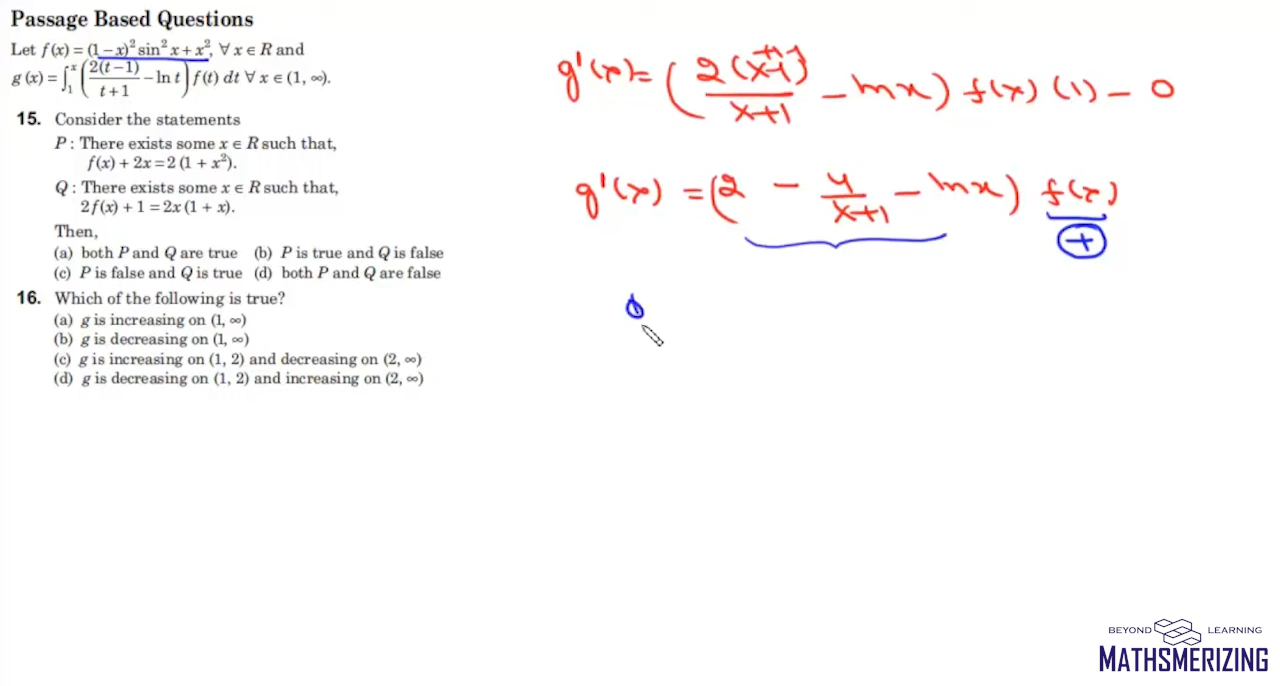 Passage Based Questions
Let f(x) = (1−x)² sin² x + x², ∀ x ∈ R and
g(x) = ∫₁ˣ (2(t−1)/(t+1) − ln t) f(t) dt ∀ x ∈ (1, ∞).
15. Consider the statements
P : There exists some x ∈ R such that,
f(x) + 2x = 2(1 + x²).
Q : There exists some x ∈ R such that,
2f(x) + 1 = 2x(1 + x).
Then,
(a) both P and Q are true (b) P is true and Q is false
(c) P is false and Q is true (d) both P and Q are false
16. Which of the following is true?
(a) g is increasing on (1, ∞)
(b) g is decreasing on (1, ∞)
(c) g is increasing on (1, 2) and decreasing on (2, ∞)
(d) g is decreasing on (1, 2) and increasing on (2, ∞)
g'(x) = (2(x+1-1)/(x+1) − ln x) f(x) (1) − 0
g'(x) = (2 − 4/(x+1) − ln x) f(x)
+
BEYOND LEARNING
MATHSMERIZING